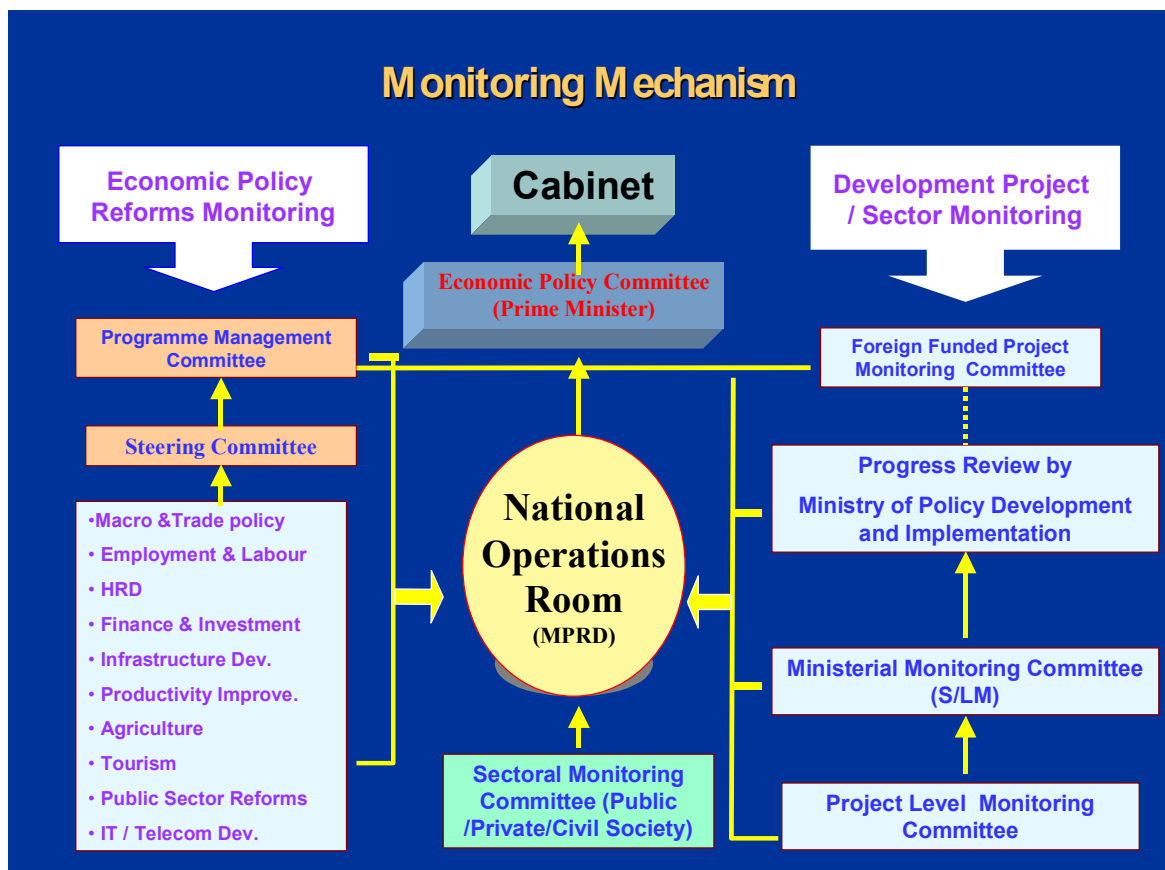 Monitoring Mechanism
Economic Policy
Reforms Monitoring
Cabinet
Development Project
/ Sector Monitoring
Economic Policy Committee
(Prime Minister)
Programme Management
Committee
Foreign Funded Project
Monitoring Committee
Steering Committee
•Macro &Trade policy
• Employment & Labour
• HRD
• Finance & Investment
• Infrastructure Dev.
• Productivity Improve.
• Agriculture
• Tourism
• Public Sector Reforms
• IT / Telecom Dev.
National
Operations
Room
(MPRD)
Sectoral Monitoring
Committee (Public
/Private/Civil Society)
Progress Review by
Ministry of Policy Development
and Implementation
Ministerial Monitoring Committee
(S/LM)
Project Level Monitoring
Committee